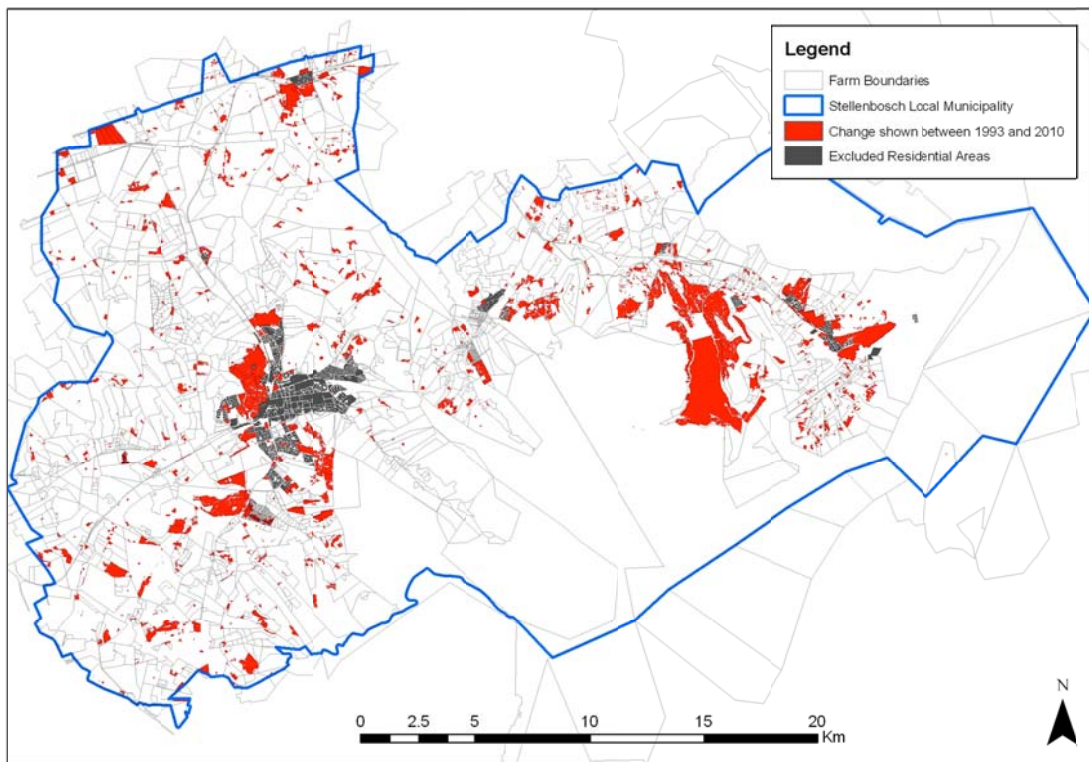 Legend
Farm Boundaries
Stellenbosch Local Municipality
Change shown between 1993 and 2010
Excluded Residential Areas
N
0 2.5 5 10 15 20
Km